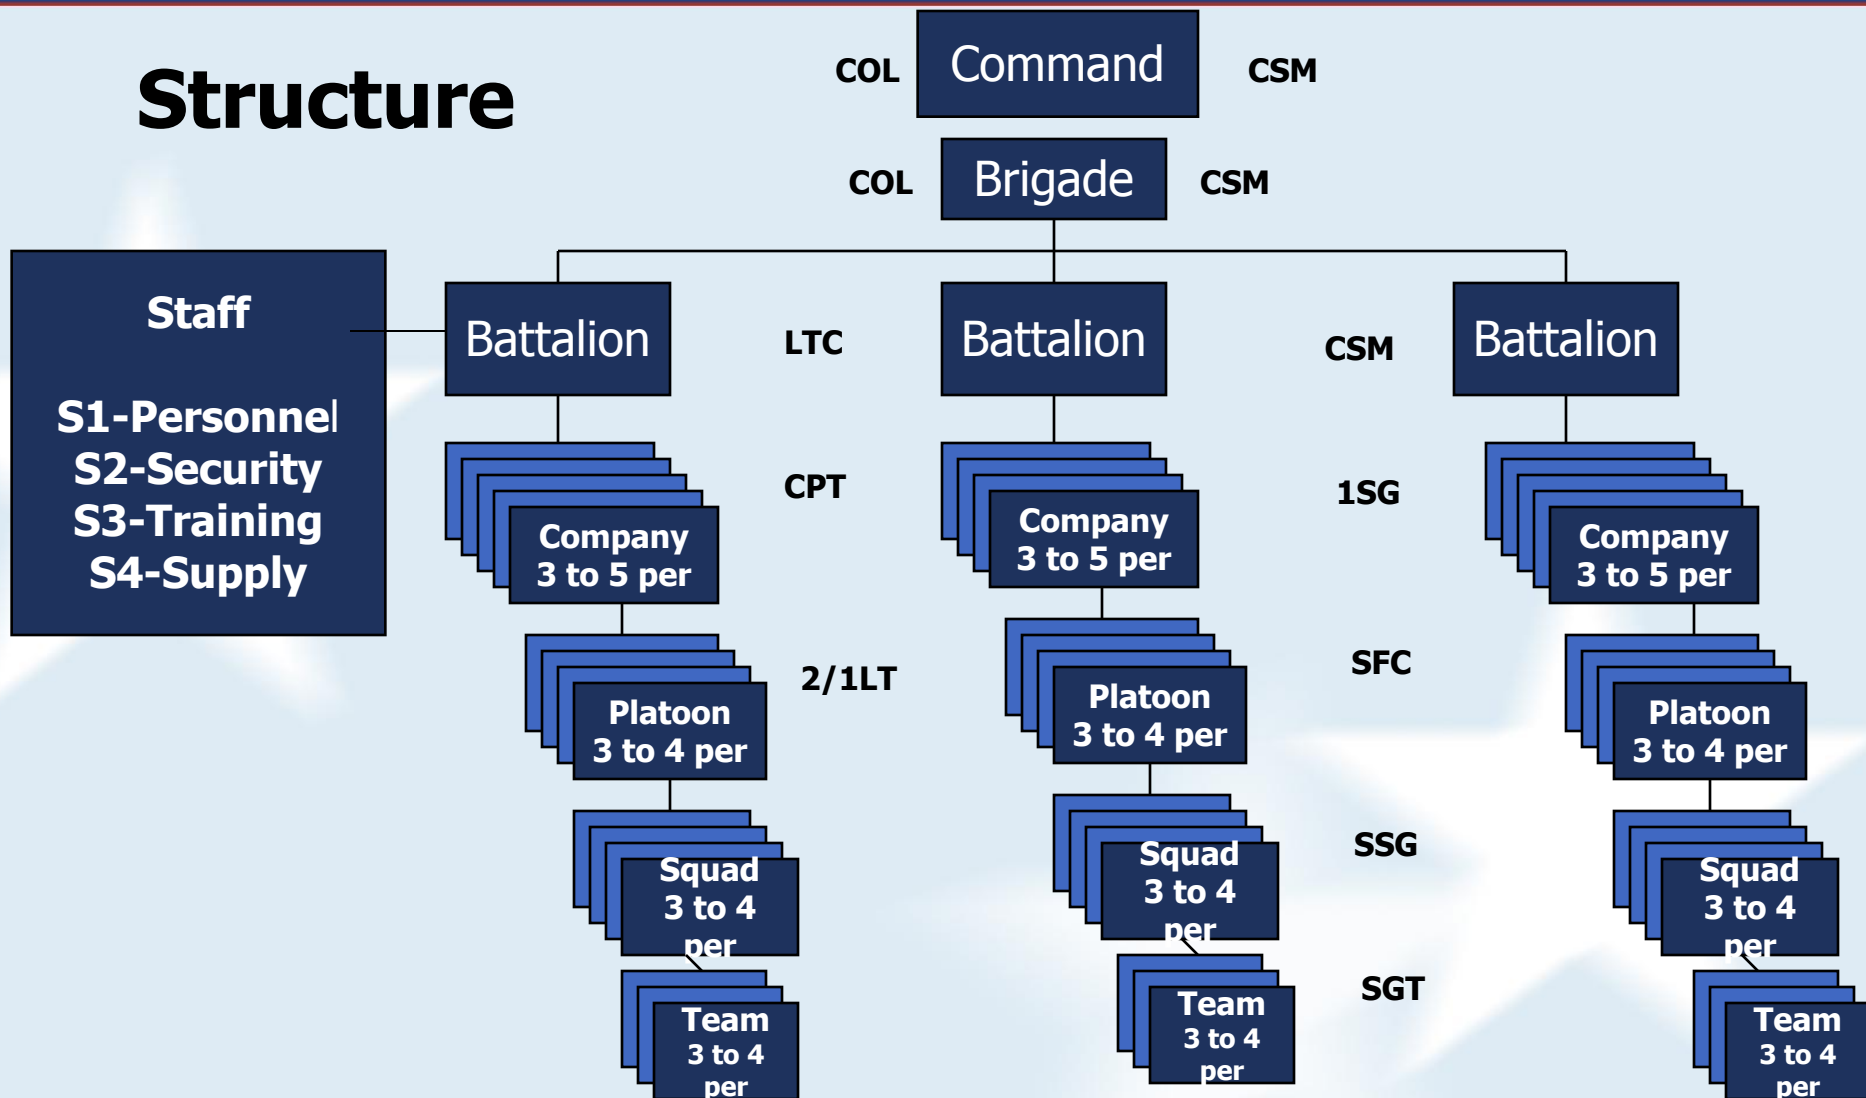 Structure
COL Command CSM
COL Brigade CSM
Staff
S1-Personnel
S2-Security
S3-Training
S4-Supply
Battalion LTC Battalion CSM Battalion
CPT
1SG
Company
3 to 5 per
Company
3 to 5 per
Company
3 to 5 per
2/1LT
SFC
Platoon
3 to 4 per
Platoon
3 to 4 per
Platoon
3 to 4 per
SSG
Squad
3 to 4
per
Squad
3 to 4
per
Squad
3 to 4
per
SGT
Team
3 to 4
per
Team
3 to 4
per
Team
3 to 4
per